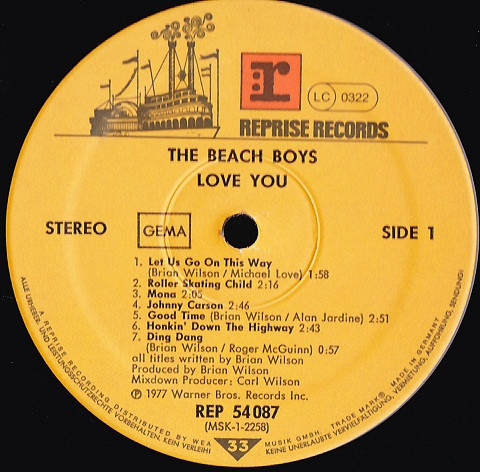 r
LC 0322
REPRISE RECORDS
THE BEACH BOYS
LOVE YOU
STEREO
GEMA
SIDE 1
1. Let Us Go On This Way
(Brian Wilson / Michael Love) 1:58
2. Roller Skating Child 2:16
3. Mona 2:05
4. Johnny Carson 2:46
5. Good Time (Brian Wilson / Alan Jardine) 2:51
6. Honkin' Down The Highway 2:43
7. Ding Dang
(Brian Wilson / Roger McGuinn) 0:57
all titles written by Brian Wilson
Produced by Brian Wilson
Mixdown Producer: Carl Wilson
℗ 1977 Warner Bros. Records Inc.
REP 54 087
(MSK-1-2258)
33
A REPRISE RECORDING DISTRIBUTED BY WEA MUSIK GMBH. TRADE MARK® MADE IN GERMANY
ALLE URHEBER- UND LEISTUNGSSCHUTZRECHTE VORBEHALTEN. KEIN VERLEIH! KEINE UNERLAUBTE VERVIELFÄLTIGUNG, VERMIETUNG, AUFFÜHRUNG, SENDUNG!